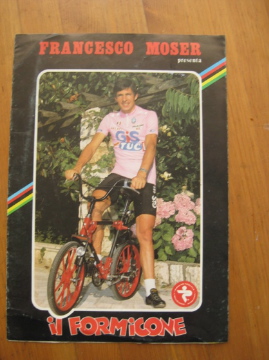 FRANCESCO MOSER
presenta
GiS
TUC
il FORMICONE